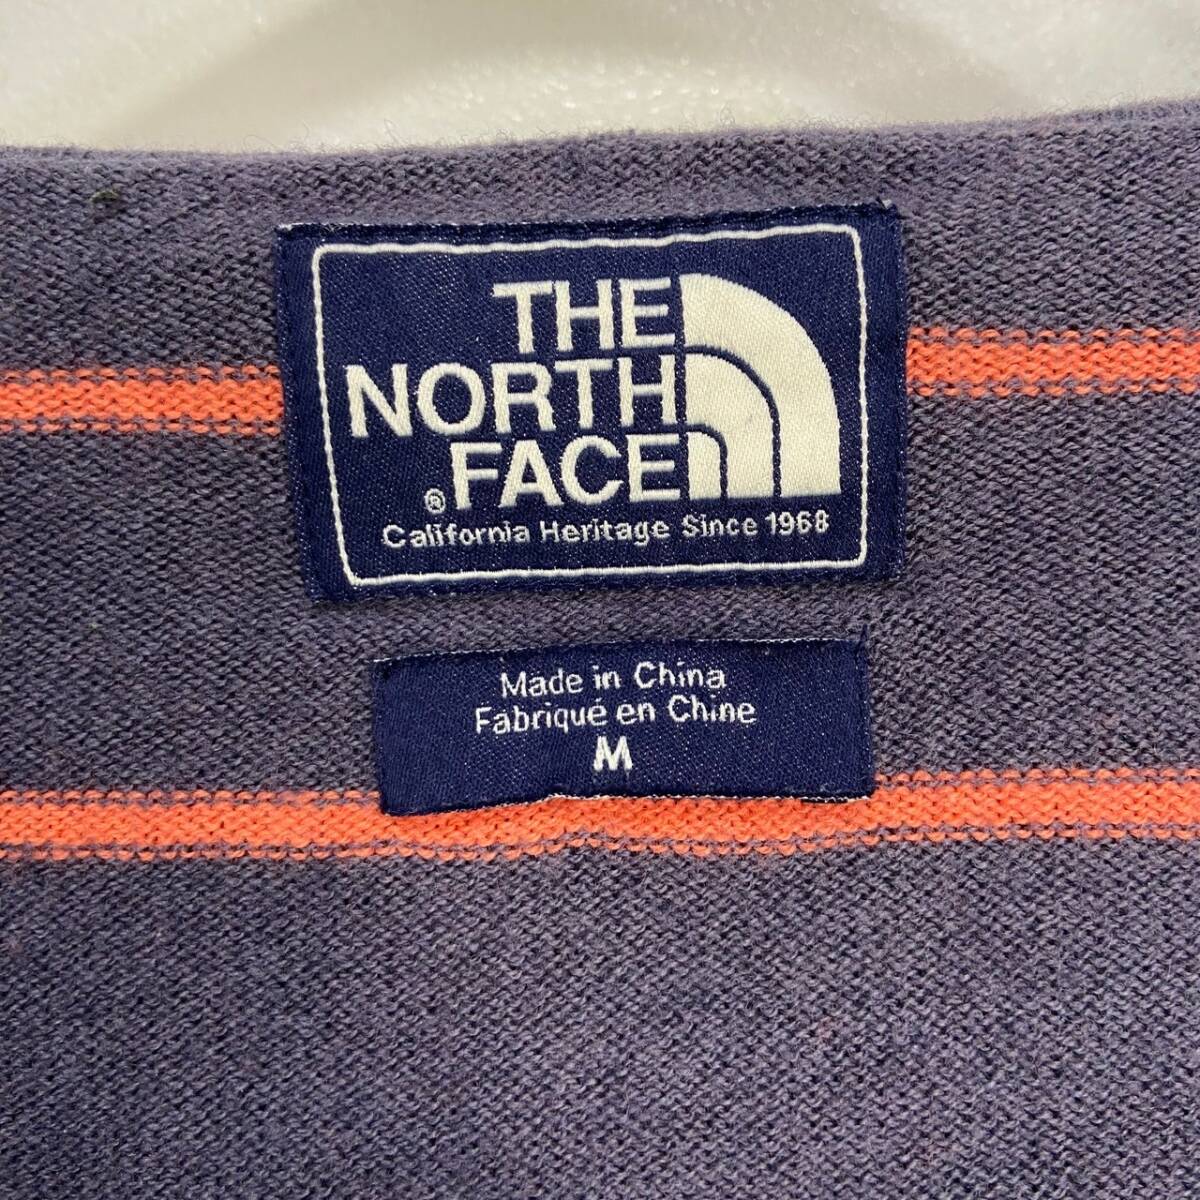 THE
NORTH
FACE
®
California Heritage Since 1968
Made in China
Fabriqué en Chine
M